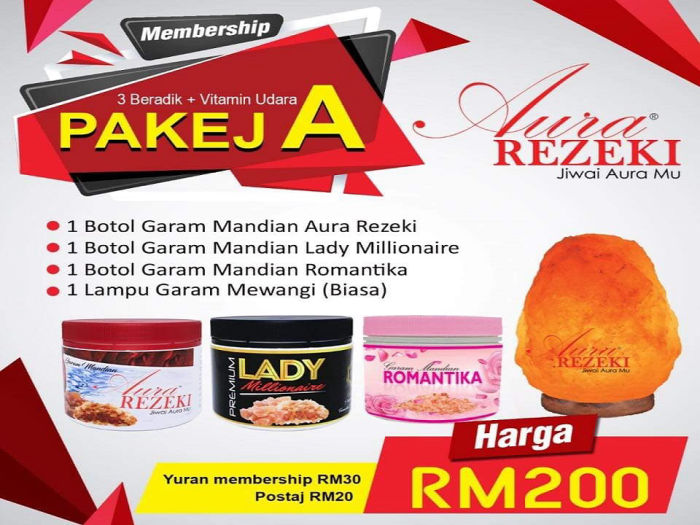 Membership
3 Beradik + Vitamin Udara
PAKEJ A
Aura®
REZEKI
Jiwai Aura Mu
1 Botol Garam Mandian Aura Rezeki
1 Botol Garam Mandian Lady Millionaire
1 Botol Garam Mandian Romantika
1 Lampu Garam Mewangi (Biasa)
Garam Mandian
Aura
REZEKI
Jiwai Aura Mu
PREMIUM
LADY
Millionaire
Garam Mandian
ROMANTIKA
Aura
REZEKI
Jiwai Aura Mu
Harga
RM200
Yuran membership RM30
Postaj RM20